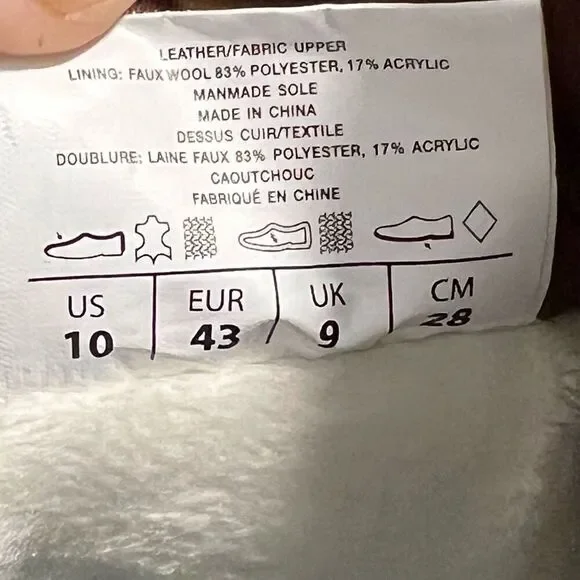 LEATHER/FABRIC UPPER
LINING: FAUX WOOL 83% POLYESTER, 17% ACRYLIC
MANMADE SOLE
MADE IN CHINA
DESSUS CUIR/TEXTILE
DOUBLURE: LAINE FAUX 83% POLYESTER, 17% ACRYLIC
CAOUTCHOUC
FABRIQUÉ EN CHINE
US EUR UK CM
10 43 9 28